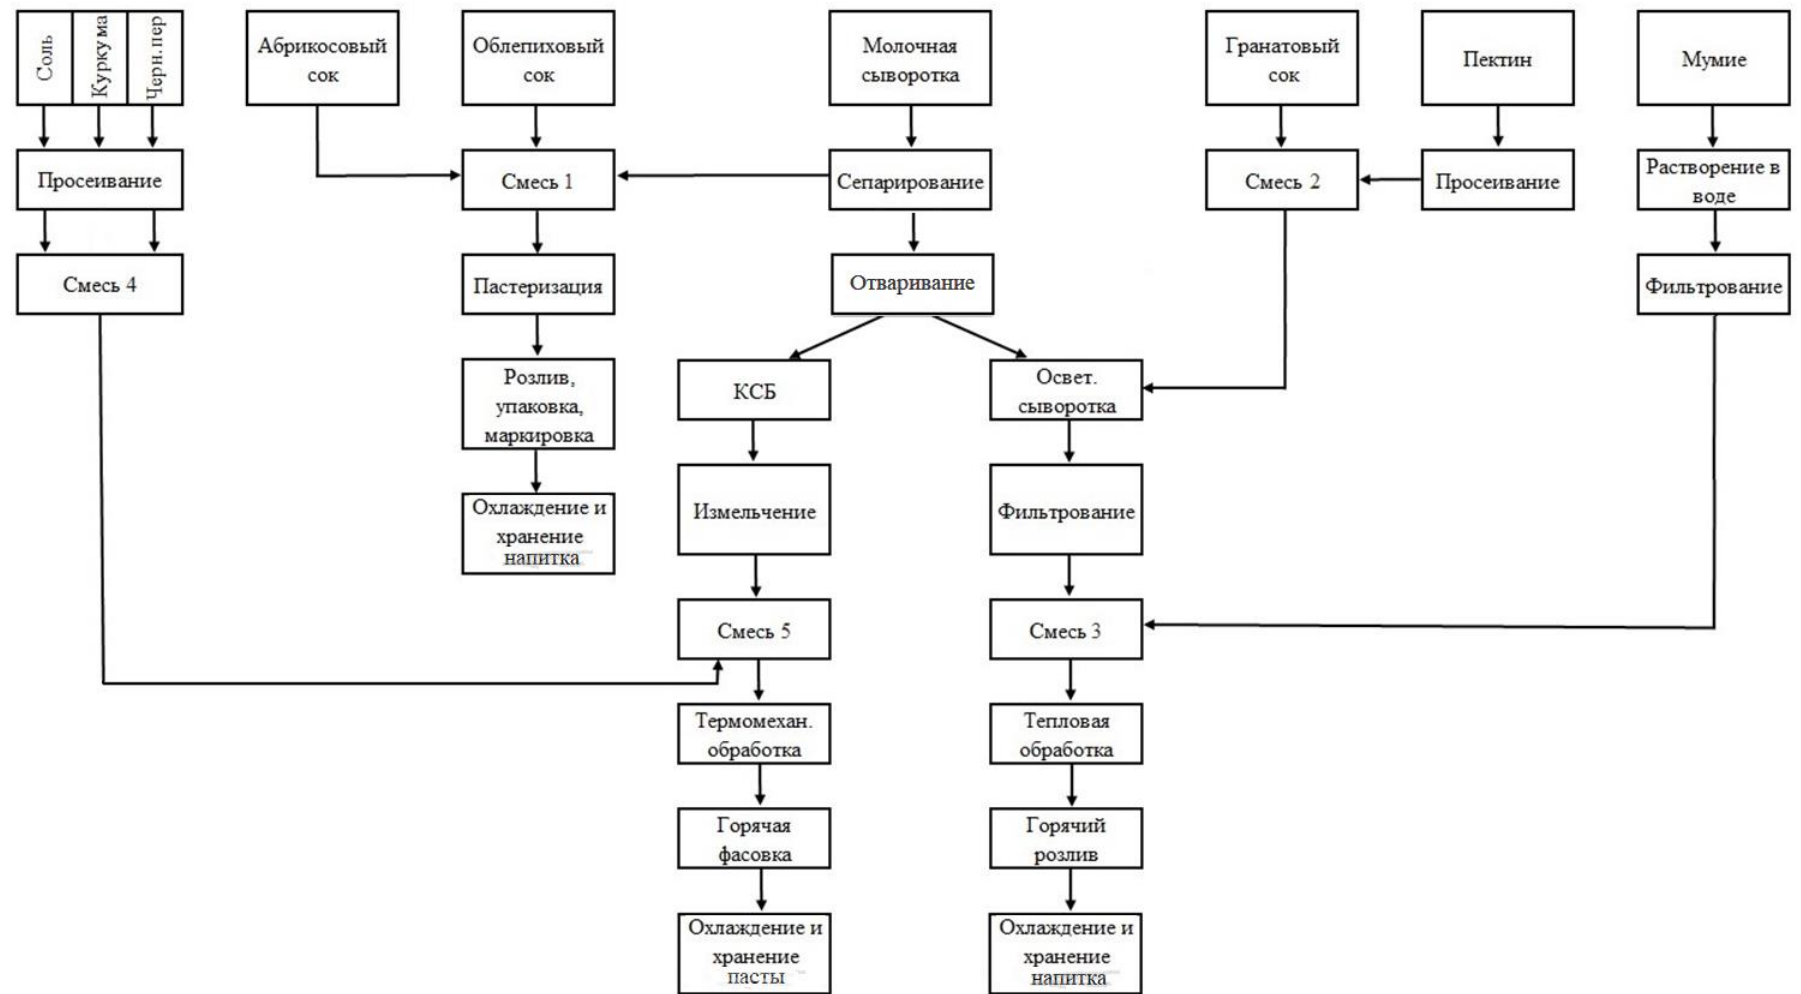 Соль
Куркума
Черн.пер
Абрикосовый
сок
Облепиховый
сок
Молочная
сыворотка
Гранатовый
сок
Пектин
Мумие
Просеивание
Смесь 1
Сепарирование
Смесь 2
Просеивание
Растворение в
воде
Смесь 4
Пастеризация
Отваривание
Фильтрование
Розлив,
упаковка,
маркировка
КСБ
Освет.
сыворотка
Охлаждение и
хранение
напитка
Измельчение
Фильтрование
Смесь 5
Смесь 3
Термомехан.
обработка
Тепловая
обработка
Горячая
фасовка
Горячий
розлив
Охлаждение и
хранение
пасты
Охлаждение и
хранение
напитка